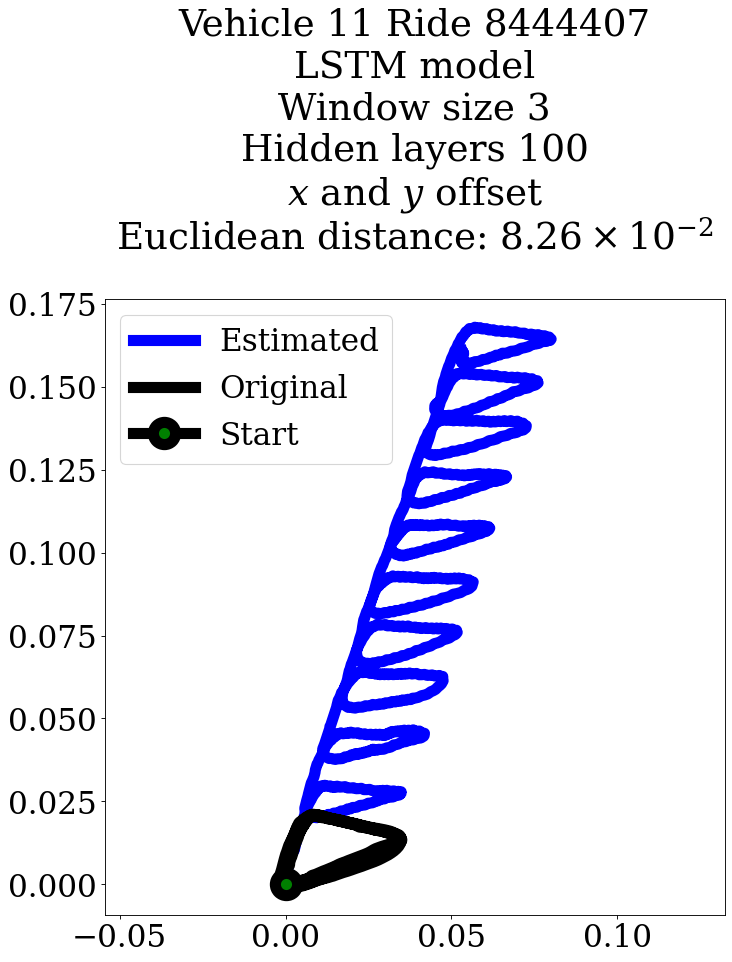 Vehicle 11 Ride 8444407
LSTM model
Window size 3
Hidden layers 100
x and y offset
Euclidean distance: 8.26 × 10⁻²
0.175
0.150
0.125
0.100
0.075
0.050
0.025
0.000
Estimated
Original
Start
−0.05 0.00 0.05 0.10